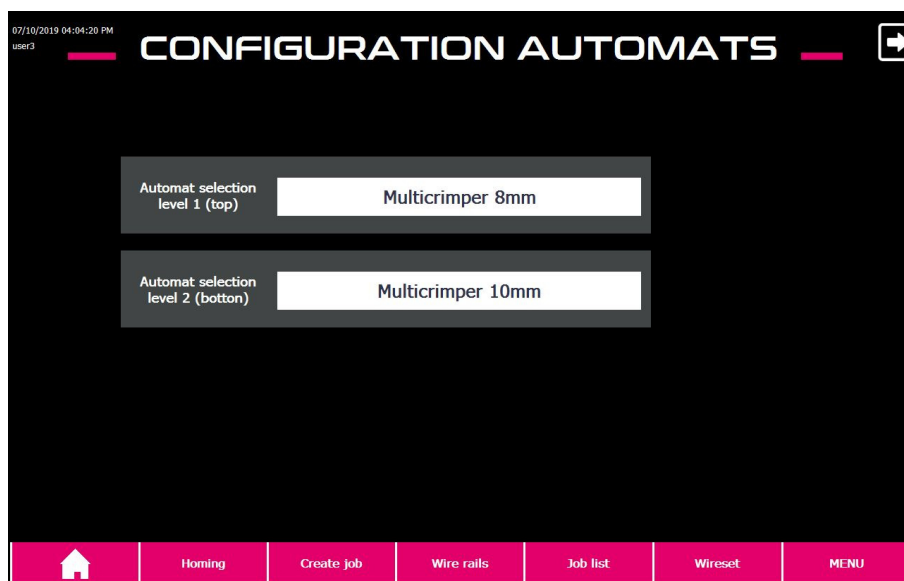 07/10/2019 04:04:20 PM
user3
CONFIGURATION AUTOMATS
Automat selection
level 1 (top)
Multicrimper 8mm
Automat selection
level 2 (botton)
Multicrimper 10mm
Homing
Create job
Wire rails
Job list
Wireset
MENU